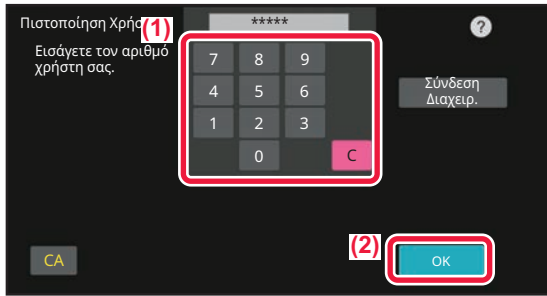 Πιστοποίηση Χρήσ
(1)
*****
?
Εισάγετε τον αριθμό
χρήστη σας.
7 8 9
4 5 6
1 2 3
0 C
Σύνδεση
Διαχειρ.
(2)
CA
OK